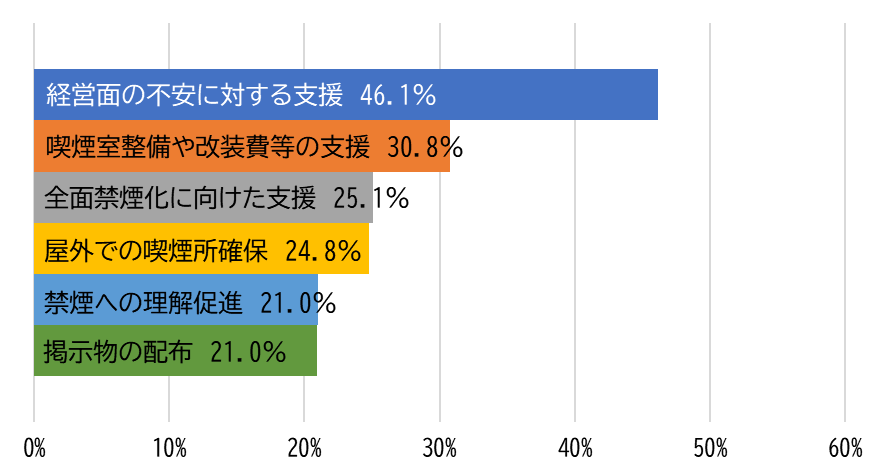 経営面の不安に対する支援 46.1%
喫煙室整備や改装費等の支援 30.8%
全面禁煙化に向けた支援 25.1%
屋外での喫煙所確保 24.8%
禁煙への理解促進 21.0%
掲示物の配布 21.0%
0% 10% 20% 30% 40% 50% 60%